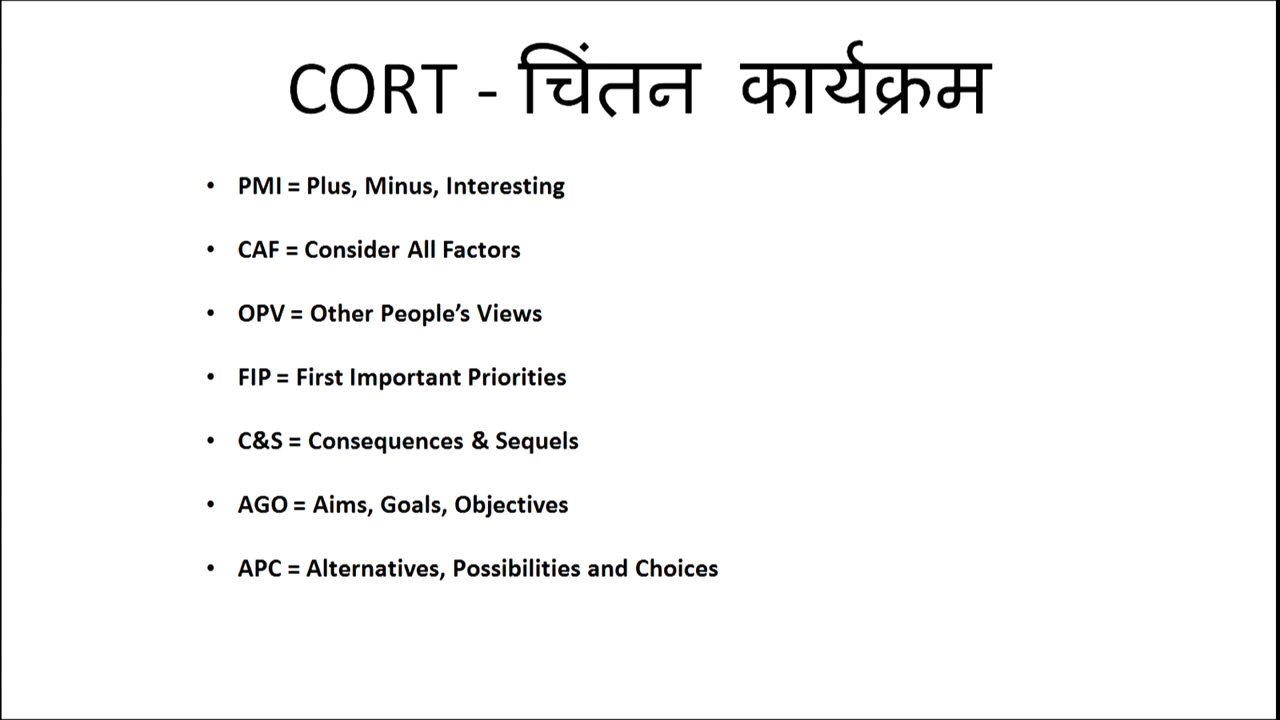 CORT - चिंतन कार्यक्रम
• PMI = Plus, Minus, Interesting
• CAF = Consider All Factors
• OPV = Other People’s Views
• FIP = First Important Priorities
• C&S = Consequences & Sequels
• AGO = Aims, Goals, Objectives
• APC = Alternatives, Possibilities and Choices